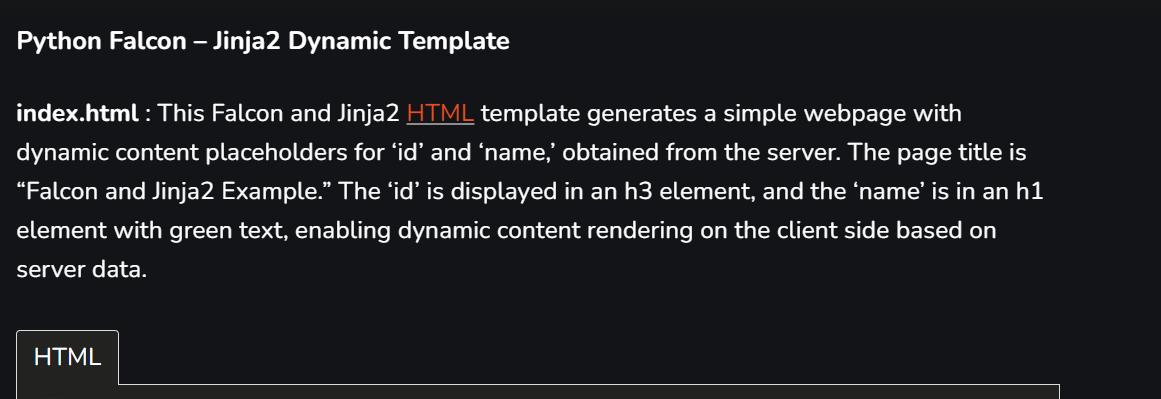 Python Falcon – Jinja2 Dynamic Template
index.html : This Falcon and Jinja2 HTML template generates a simple webpage with
dynamic content placeholders for ‘id’ and ‘name,’ obtained from the server. The page title is
“Falcon and Jinja2 Example.” The ‘id’ is displayed in an h3 element, and the ‘name’ is in an h1
element with green text, enabling dynamic content rendering on the client side based on
server data.
HTML